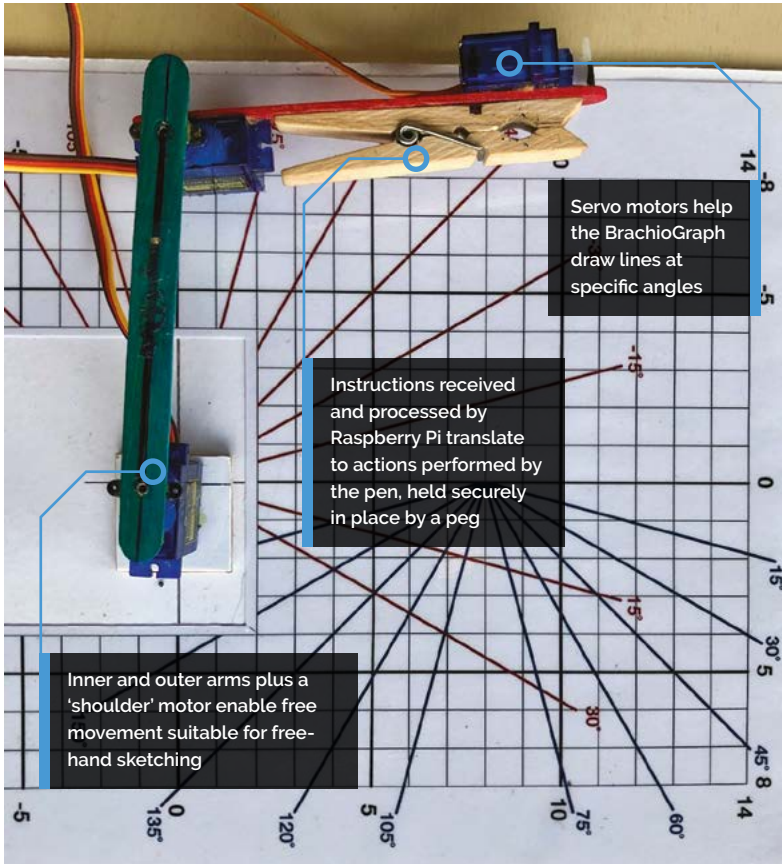 14
-8
Servo motors help
the BrachioGraph
draw lines at
specific angles
-5
-15°
Instructions received
and processed by
Raspberry Pi translate
to actions performed by
the pen, held securely
in place by a peg
0
15°
15°
30°
5
Inner and outer arms plus a
‘shoulder’ motor enable free
movement suitable for free-
hand sketching
30°
45°
8
-5
0
5
10
14
135°
120°
105°
75°
60°